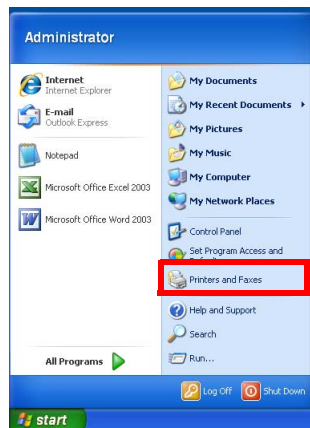 Administrator
Internet
Internet Explorer
E-mail
Outlook Express
Notepad
Microsoft Office Excel 2003
Microsoft Office Word 2003
All Programs
My Documents
My Recent Documents
My Pictures
My Music
My Computer
My Network Places
Control Panel
Set Program Access and
Printers and Faxes
Help and Support
Search
Run...
Log Off
Shut Down
start